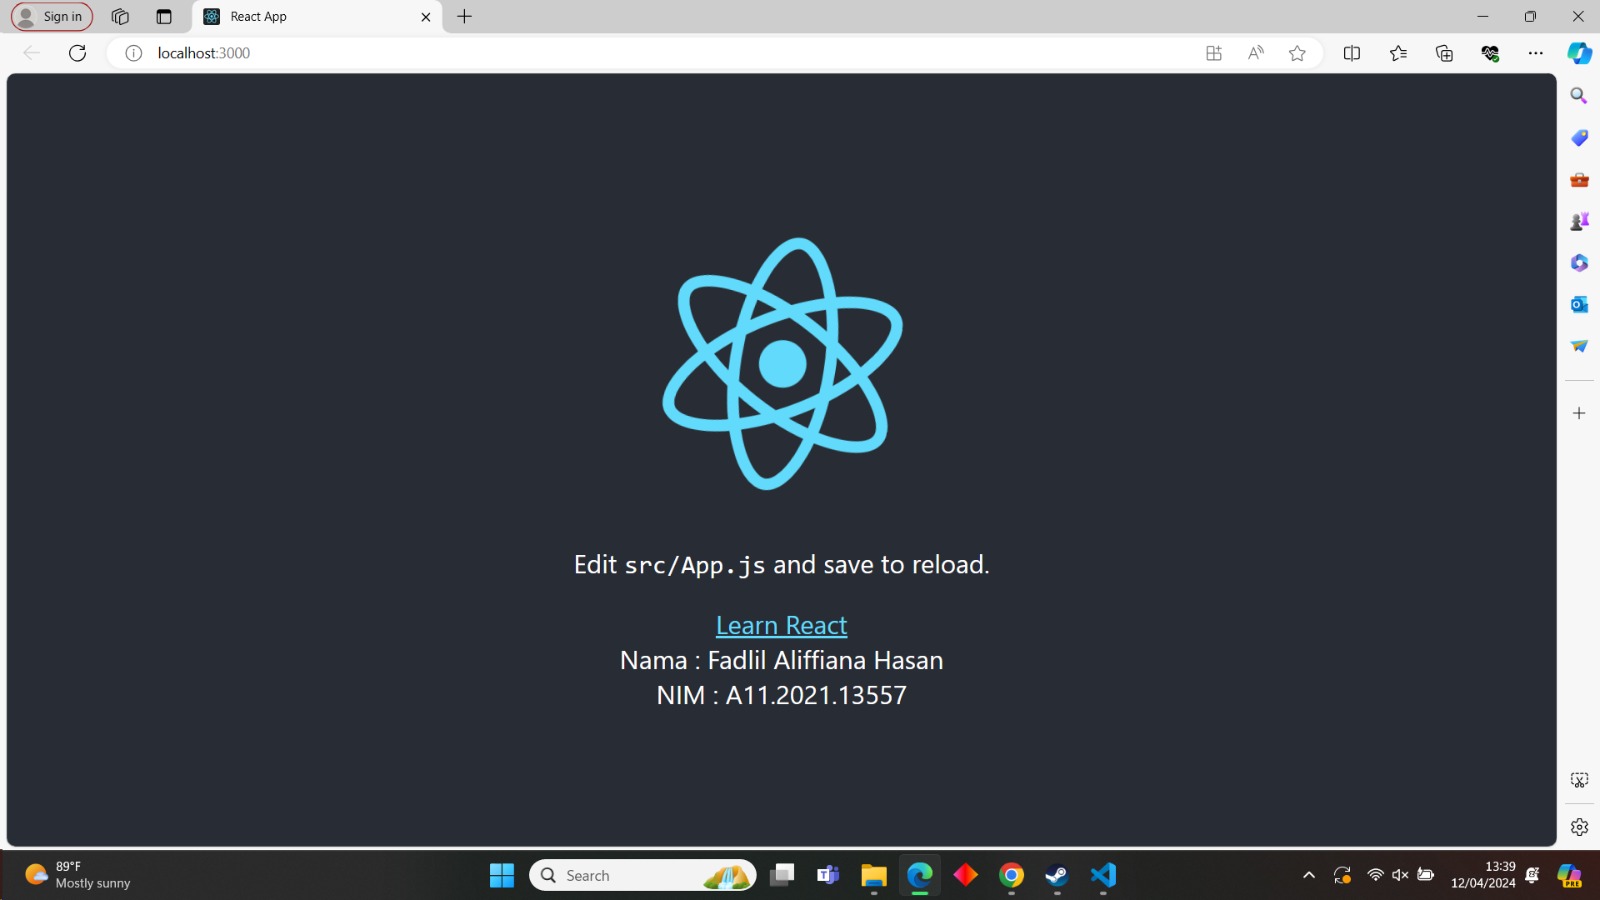 Sign in
React App
localhost:3000
Edit src/App.js and save to reload.
Learn React
Nama : Fadlil Aliffiana Hasan
NIM : A11.2021.13557
89°F
Mostly sunny
Search
13:39
12/04/2024
PRE